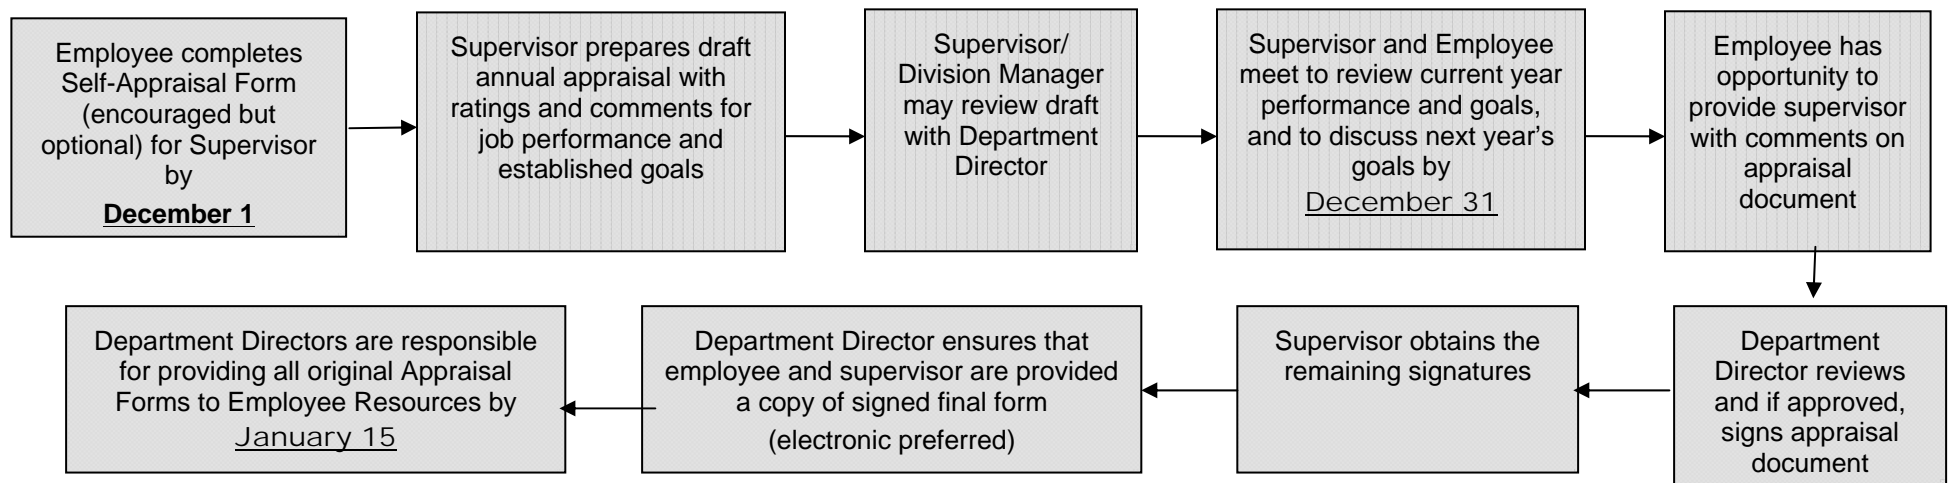 Employee completes
Self-Appraisal Form
(encouraged but
optional) for Supervisor
by
December 1
Supervisor prepares draft
annual appraisal with
ratings and comments for
job performance and
established goals
Supervisor/
Division Manager
may review draft
with Department
Director
Supervisor and Employee
meet to review current year
performance and goals,
and to discuss next year’s
goals by
December 31
Employee has
opportunity to
provide supervisor
with comments on
appraisal
document
Department
Director reviews
and if approved,
signs appraisal
document
Supervisor obtains the
remaining signatures
Department Director ensures that
employee and supervisor are provided
a copy of signed final form
(electronic preferred)
Department Directors are responsible
for providing all original Appraisal
Forms to Employee Resources by
January 15